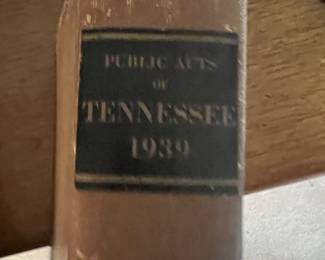 PUBLIC ACTS
OF
TENNESSEE
1939